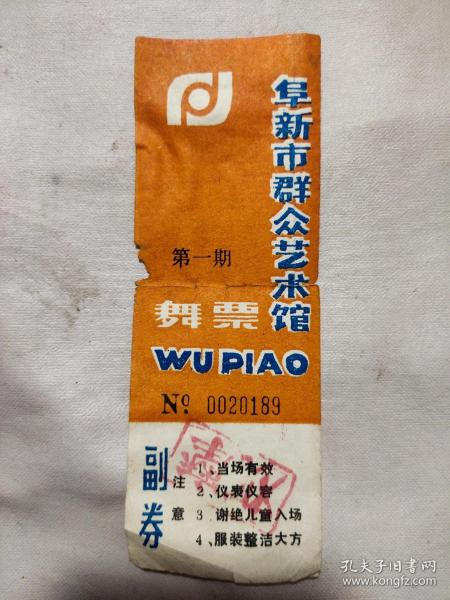 阜新市群众艺术馆
第一期
舞票
WU PIAO
№ 0020189
副券
注意
1、当场有效
2、仪表仪容
3 谢绝儿童入场
4、服装整洁大方
孔夫子旧书网
www.kongfz.com